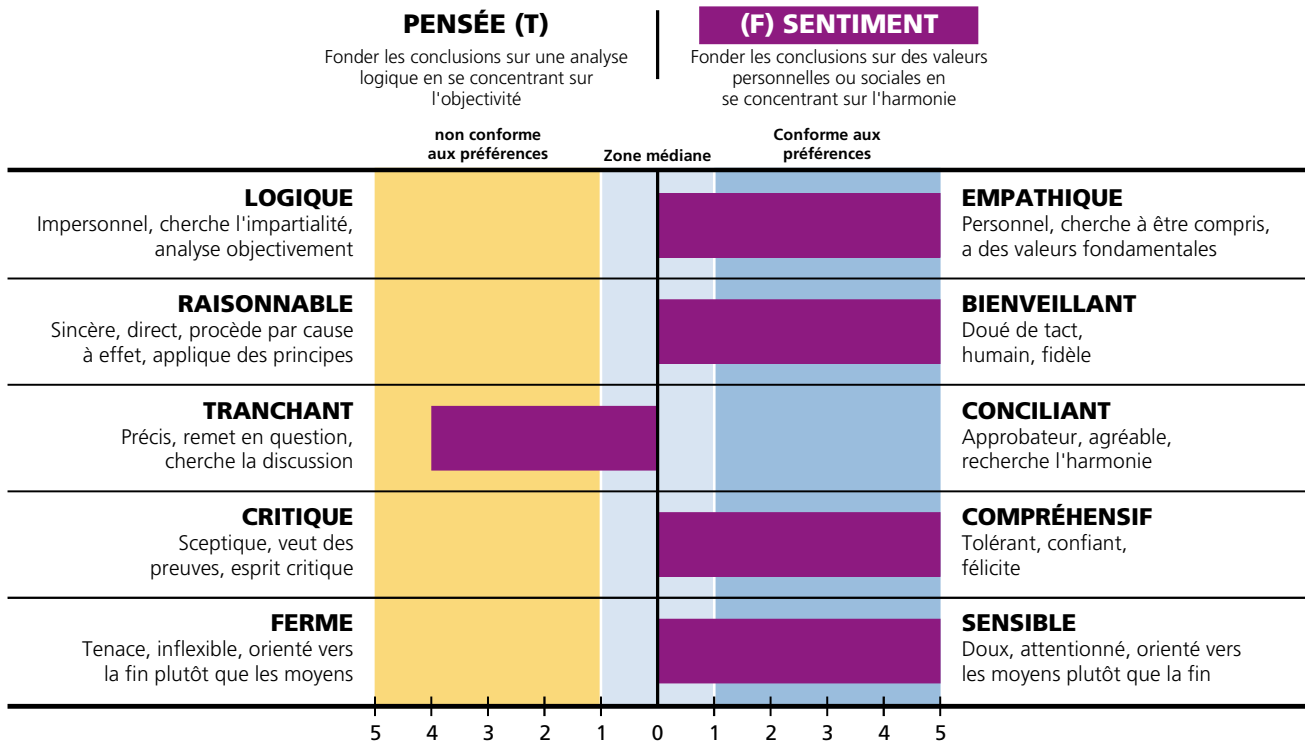 PENSÉE (T)
Fonder les conclusions sur une analyse
logique en se concentrant sur
l'objectivité
(F) SENTIMENT
Fonder les conclusions sur des valeurs
personnelles ou sociales en
se concentrant sur l'harmonie
non conforme
aux préférences
Zone médiane
Conforme aux
préférences
LOGIQUE
Impersonnel, cherche l'impartialité,
analyse objectivement
EMPATHIQUE
Personnel, cherche à être compris,
a des valeurs fondamentales
RAISONNABLE
Sincère, direct, procède par cause
à effet, applique des principes
BIENVEILLANT
Doué de tact,
humain, fidèle
TRANCHANT
Précis, remet en question,
cherche la discussion
CONCILIANT
Approbateur, agréable,
recherche l'harmonie
CRITIQUE
Sceptique, veut des
preuves, esprit critique
COMPRÉHENSIF
Tolérant, confiant,
félicite
FERME
Tenace, inflexible, orienté vers
la fin plutôt que les moyens
SENSIBLE
Doux, attentionné, orienté vers
les moyens plutôt que la fin
5 4 3 2 1 0 1 2 3 4 5